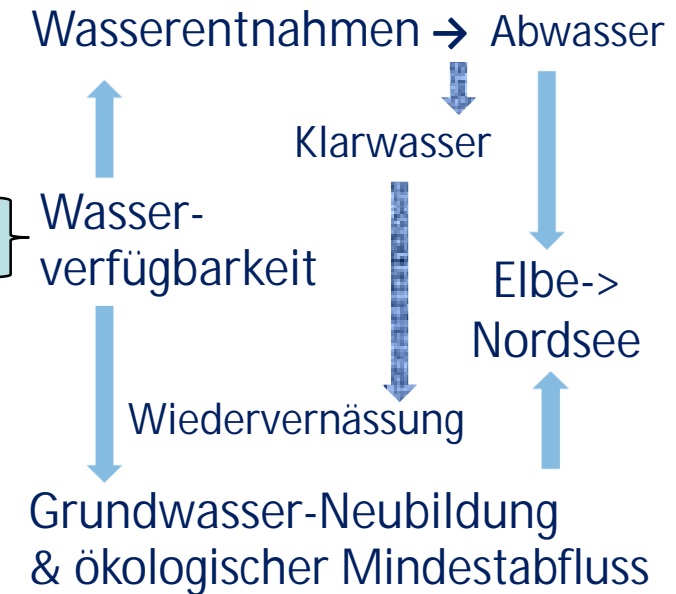 Wasserentnahmen → Abwasser
Klarwasser
Wasser-
verfügbarkeit
Elbe->
Nordsee
Wiedervernässung
Grundwasser-Neubildung
& ökologischer Mindestabfluss